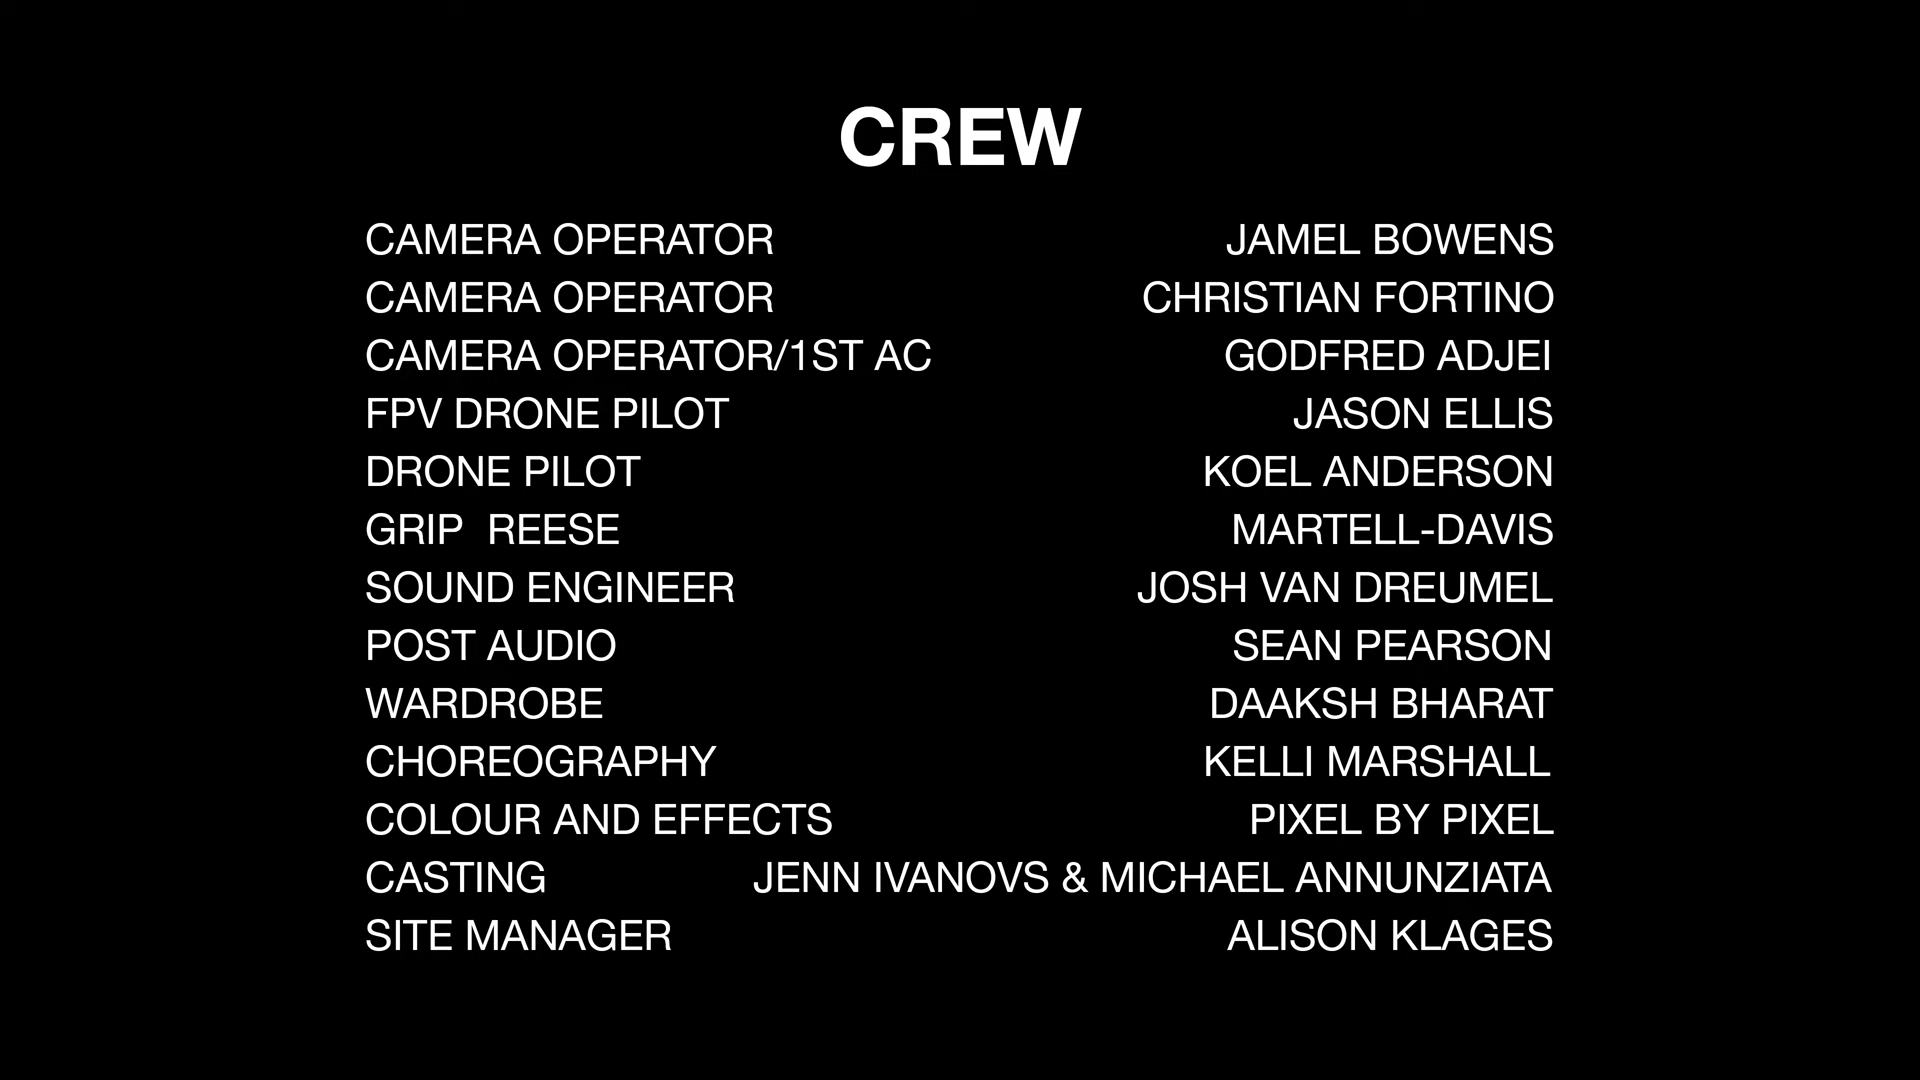 CREW
CAMERA OPERATOR JAMEL BOWENS
CAMERA OPERATOR CHRISTIAN FORTINO
CAMERA OPERATOR/1ST AC GODFRED ADJEI
FPV DRONE PILOT JASON ELLIS
DRONE PILOT KOEL ANDERSON
GRIP  REESE MARTELL-DAVIS
SOUND ENGINEER JOSH VAN DREUMEL
POST AUDIO SEAN PEARSON
WARDROBE DAAKSH BHARAT
CHOREOGRAPHY KELLI MARSHALL
COLOUR AND EFFECTS PIXEL BY PIXEL
CASTING JENN IVANOVS & MICHAEL ANNUNZIATA
SITE MANAGER ALISON KLAGES